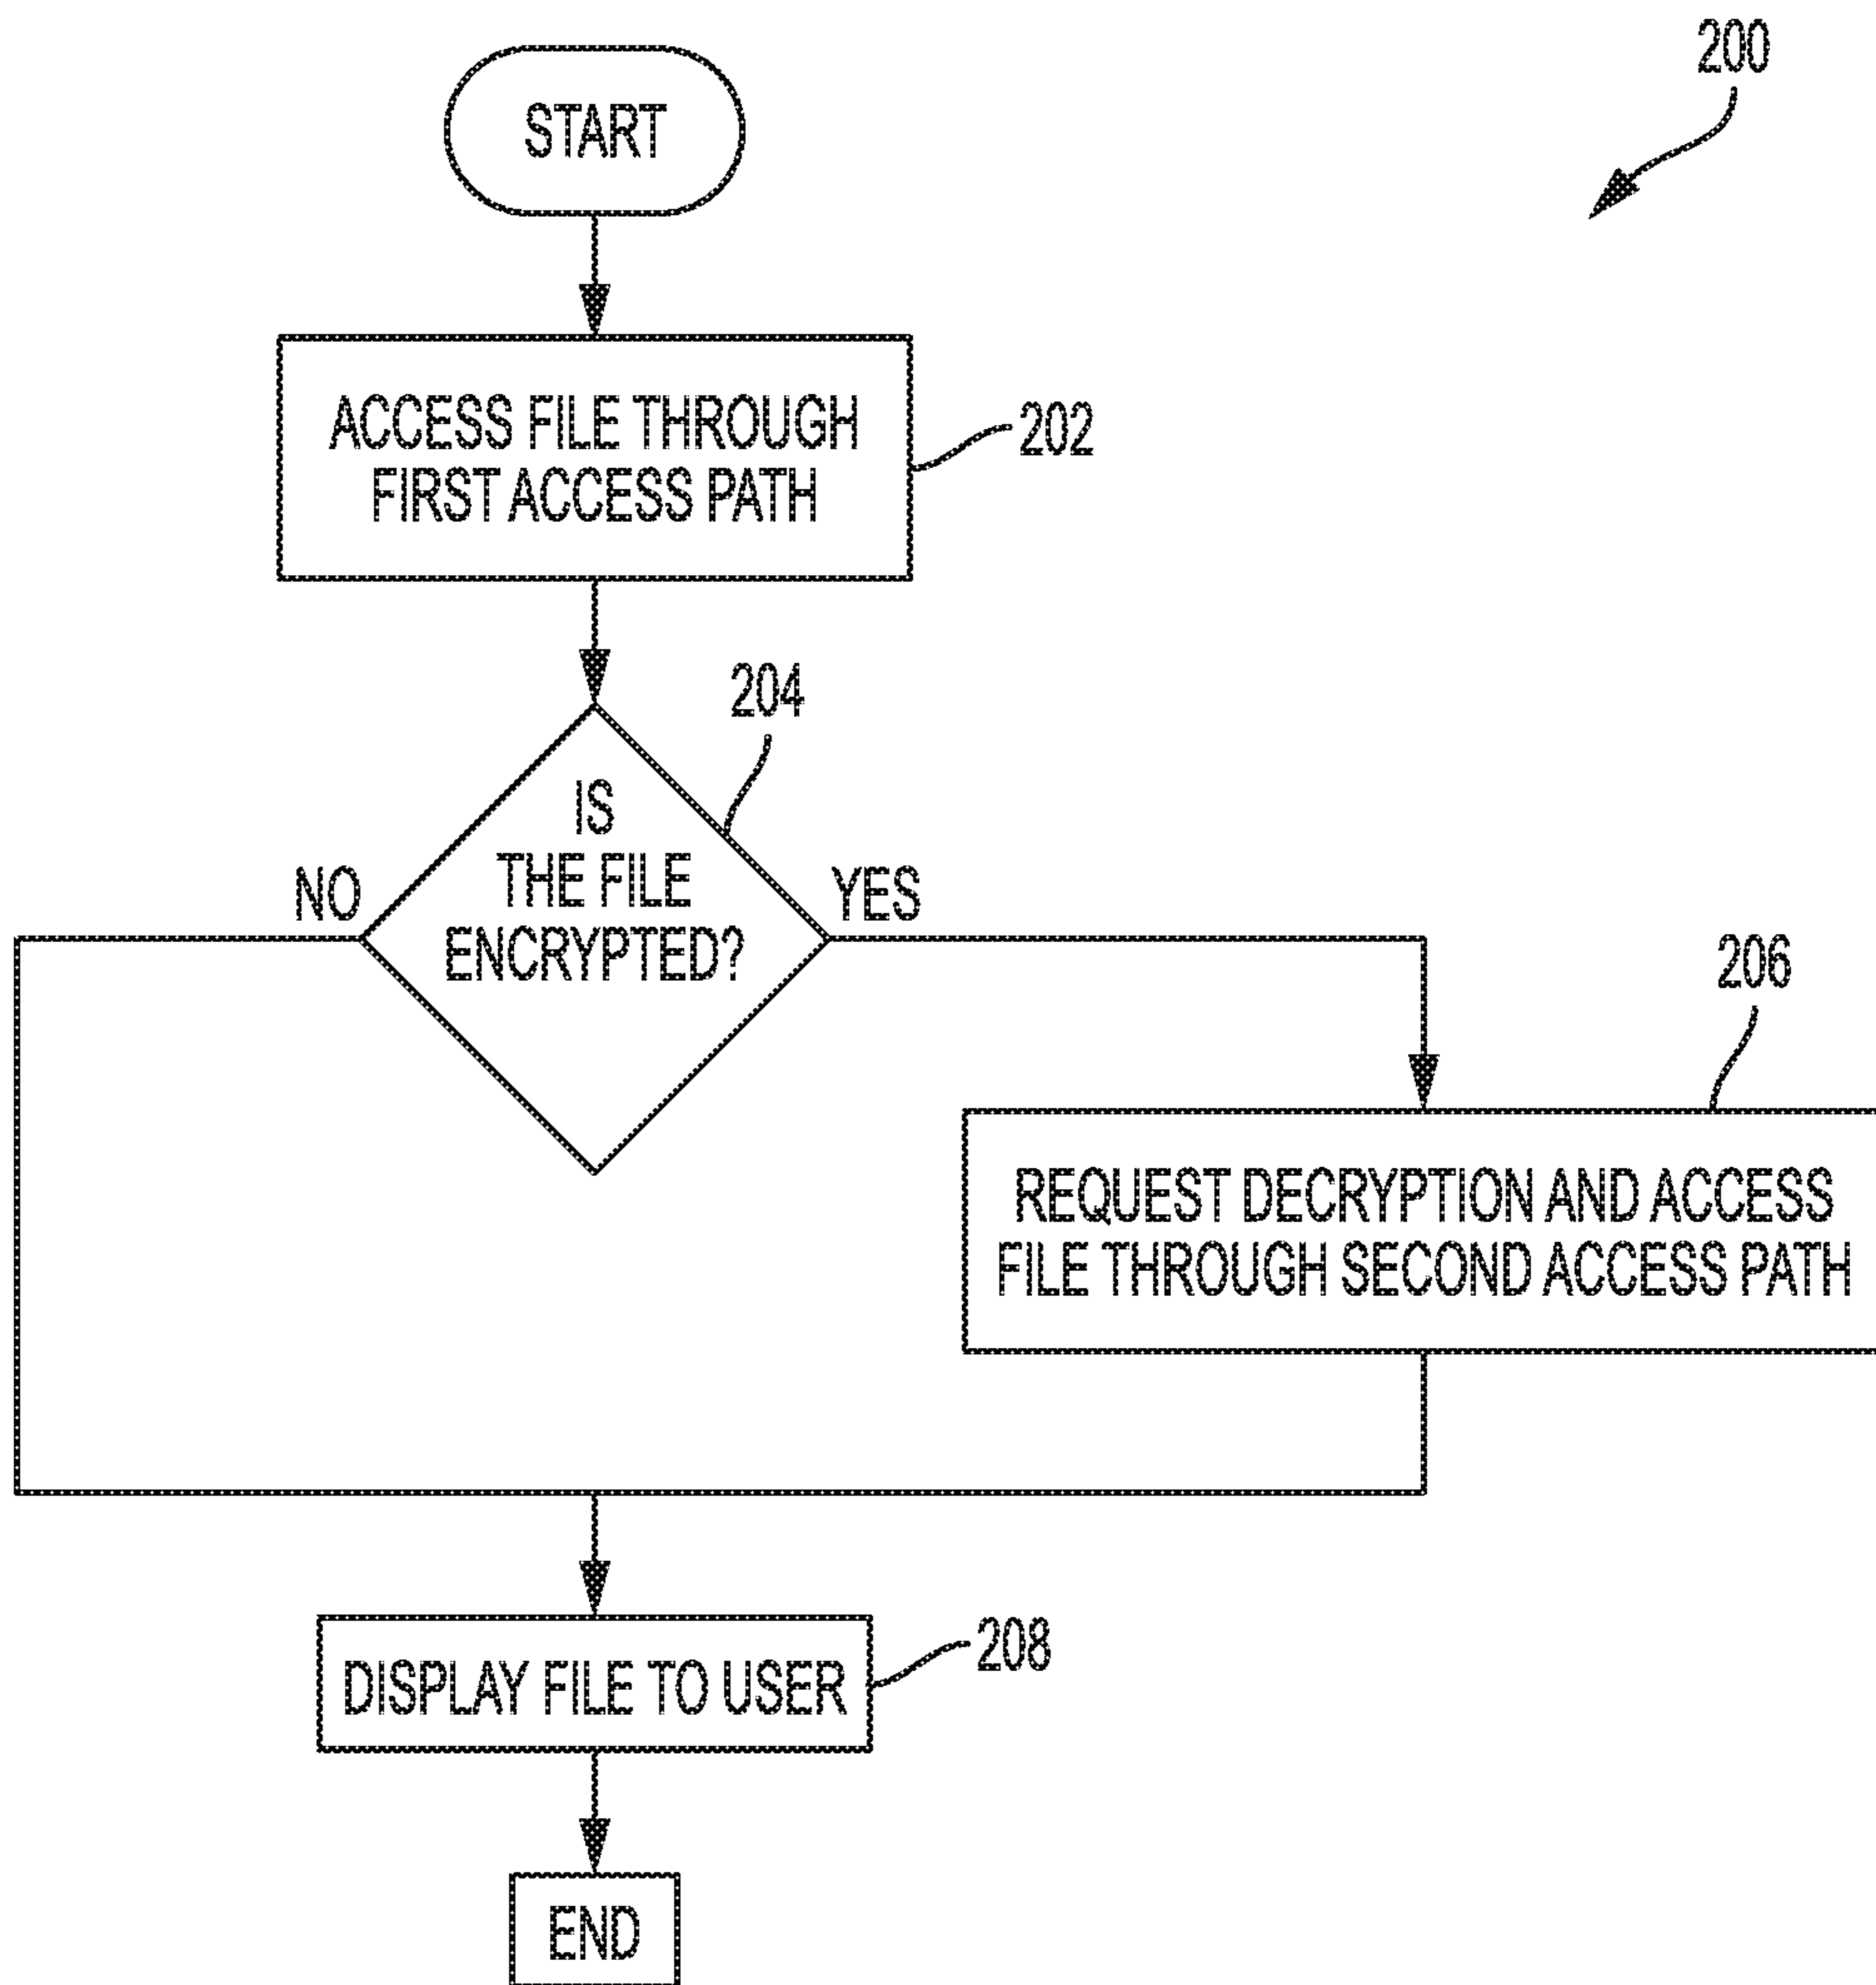 200
START
ACCESS FILE THROUGH
FIRST ACCESS PATH
202
204
IS
THE FILE
ENCRYPTED?
NO
YES
206
REQUEST DECRYPTION AND ACCESS
FILE THROUGH SECOND ACCESS PATH
DISPLAY FILE TO USER
208
END